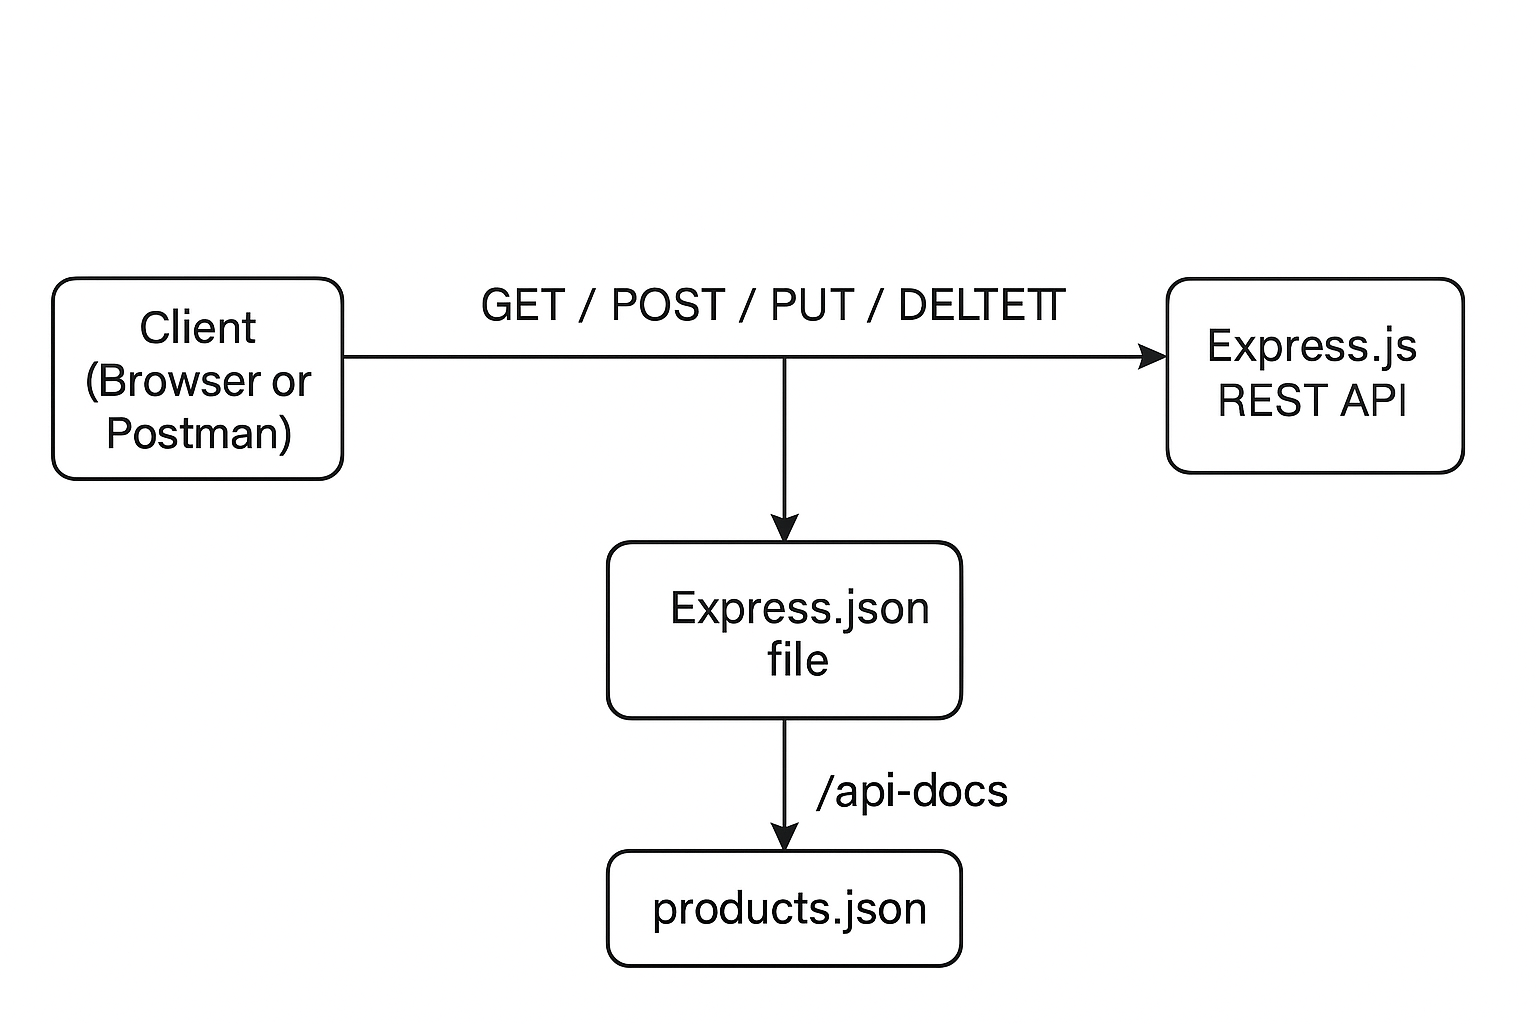 Client
(Browser or
Postman)
GET / POST / PUT / DELTETT
Express.js
REST API
Express.json
file
/api-docs
products.json